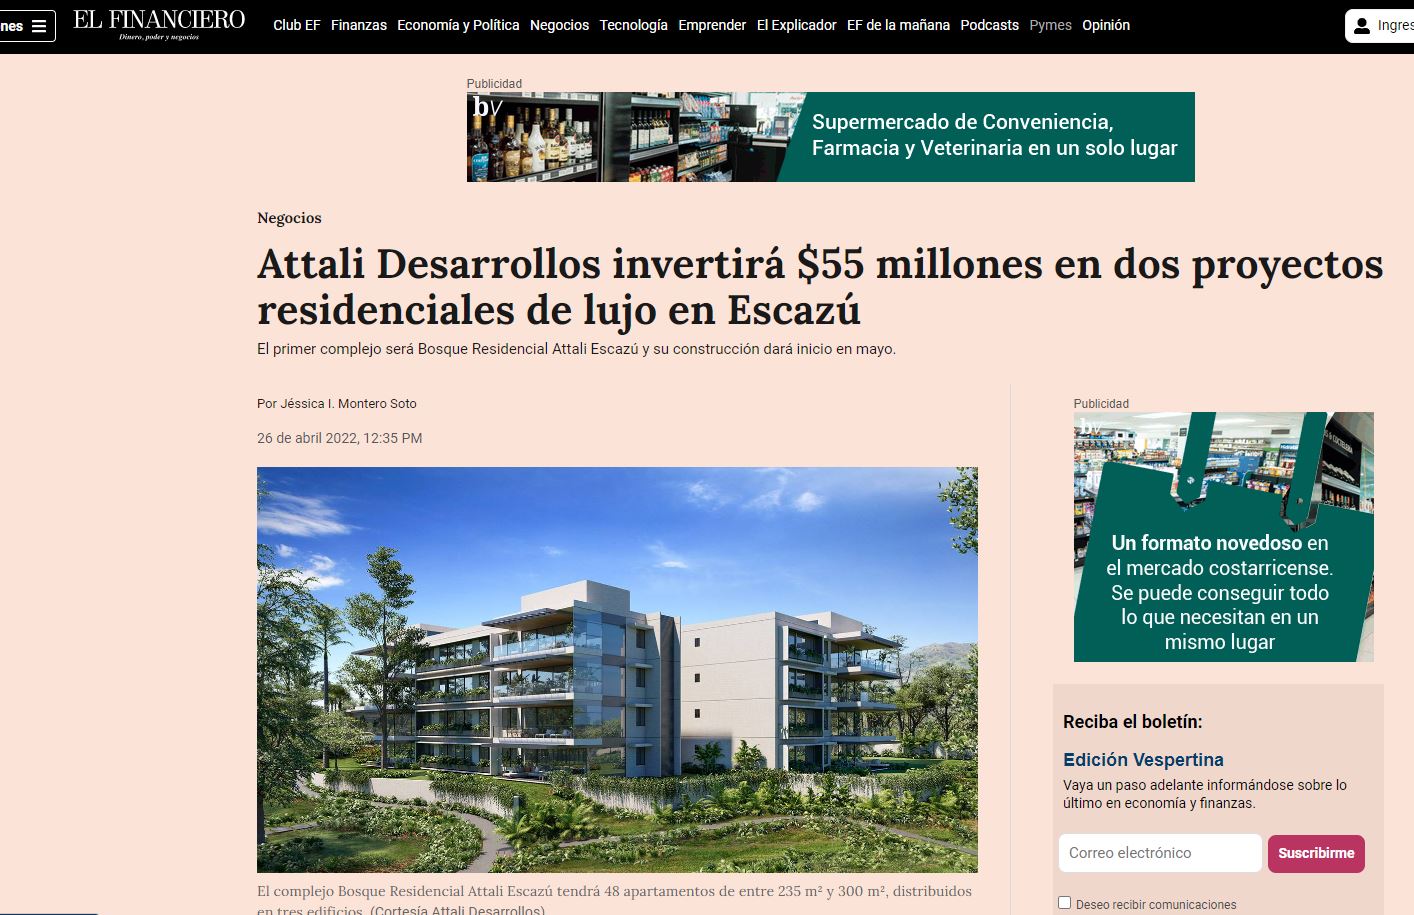 nes
EL FINANCIERO
Dinero, poder y negocios
Club EF Finanzas Economía y Política Negocios Tecnología Emprender El Explicador EF de la mañana Podcasts Pymes Opinión
Ingres
Publicidad
bv
Supermercado de Conveniencia,
Farmacia y Veterinaria en un solo lugar
Negocios
Attali Desarrollos invertirá $55 millones en dos proyectos
residenciales de lujo en Escazú
El primer complejo será Bosque Residencial Attali Escazú y su construcción dará inicio en mayo.
Por Jéssica I. Montero Soto
26 de abril 2022, 12:35 PM
El complejo Bosque Residencial Attali Escazú tendrá 48 apartamentos de entre 235 m² y 300 m², distribuidos
en tres edificios. (Cortesía Attali Desarrollos)
Publicidad
bv
Un formato novedoso en
el mercado costarricense.
Se puede conseguir todo
lo que necesitan en un
mismo lugar
Reciba el boletín:
Edición Vespertina
Vaya un paso adelante informándose sobre lo
último en economía y finanzas.
Correo electrónico
Suscribirme
Deseo recibir comunicaciones